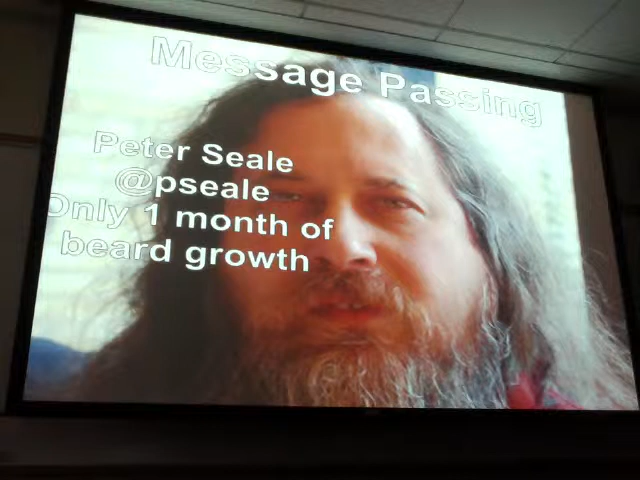 Message Passing
Peter Seale
@pseale
Only 1 month of
beard growth